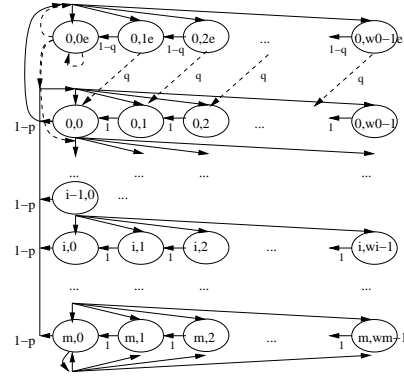 0,0e 0,1e 0,2e ... 0,w0−1e
1−q 1−q 1−q
q q q q
0,0 0,1 0,2 ... 0,w0−1
1−p 1 1 1
... ... ... ...
i−1,0 ...
1−p
i,0 i,1 i,2 ... i,wi−1
1−p 1 1 1
... ... ... ...
m,0 m,1 m,2 ... m,wm−1
1−p 1 1 1